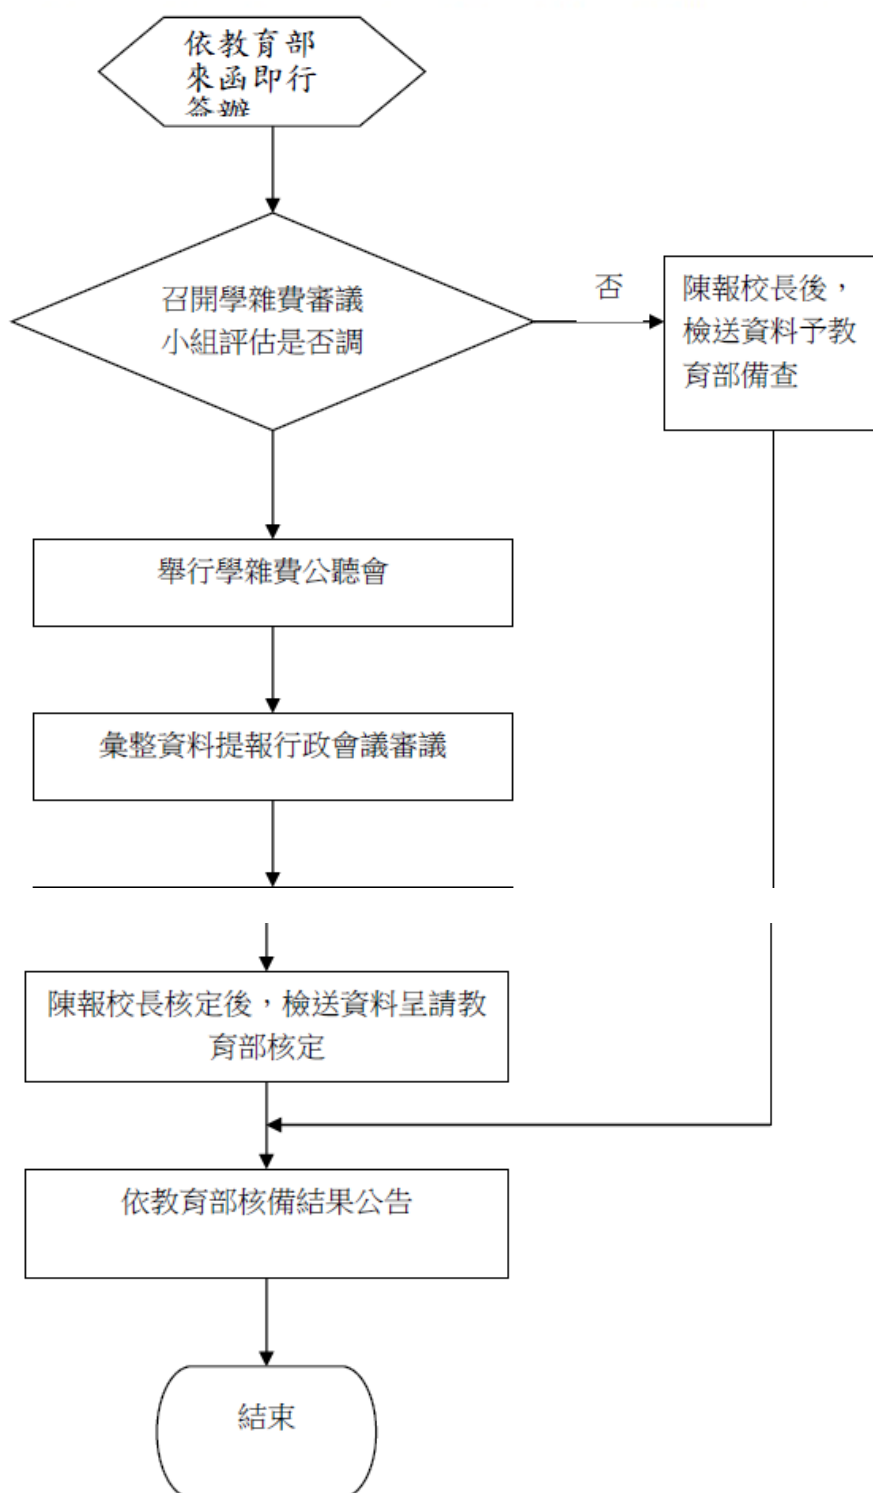 依教育部
來函即行
簽辦
召開學雜費審議
小組評估是否調
否
陳報校長後，
檢送資料予教
育部備查
舉行學雜費公聽會
彙整資料提報行政會議審議
陳報校長核定後，檢送資料呈請教
育部核定
依教育部核備結果公告
結束